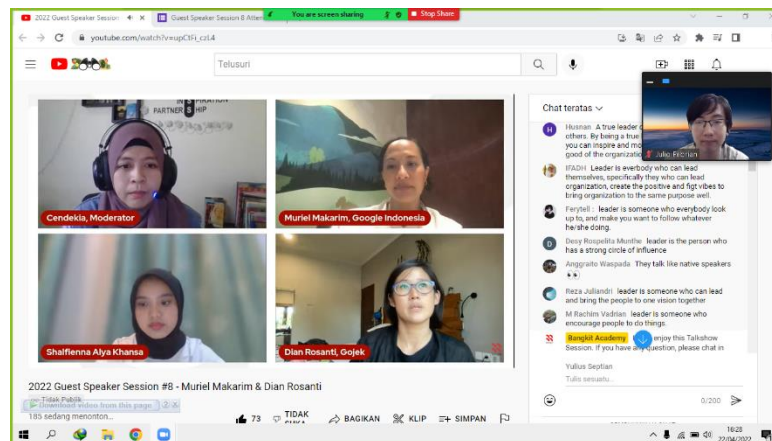 2022 Guest Speaker Session
Guest Speaker Session 8 Atten
You are screen sharing
Stop Share
youtube.com/watch?v=upCtFi_czL4
Telusuri
PARTNER SHIP
Cendekia, Moderator
Muriel Makarim, Google Indonesia
Shalfienna Alya Khansa
Dian Rosanti, Gojek
2022 Guest Speaker Session #8 - Muriel Makarim & Dian Rosanti
Tidak Publik
Download video from this page
185 sedang menonton...
73
TIDAK SUKA
BAGIKAN
KLIP
SIMPAN
Chat teratas
Julio Febrian
Husnan A true leader
others. By being a true
you can inspire and mo
good of the organizatio
IFADH Leader is everbody who can lead
themselves, specifically they who can lead
organization, create the positive and figt vibes to
bring organization to the same purpose well.
Ferytell : leader is someone who everybody look
up to, and make you want to follow whatever
he/she doing.
Desy Rospelita Munthe leader is the person who
has a strong circle of influence
Anggraito Waspada They talk like native speakers
Reza Juliandri leader is someone who can lead
and bring the people to one vision together
M Rachim Vadrian leader is someone who
encourage people to do things.
Bangkit Academy enjoy this Talkshow
Session. If you have any question, please chat in
Yulius Septian
Tulis sesuatu...
0/200
16:28
22/04/2022